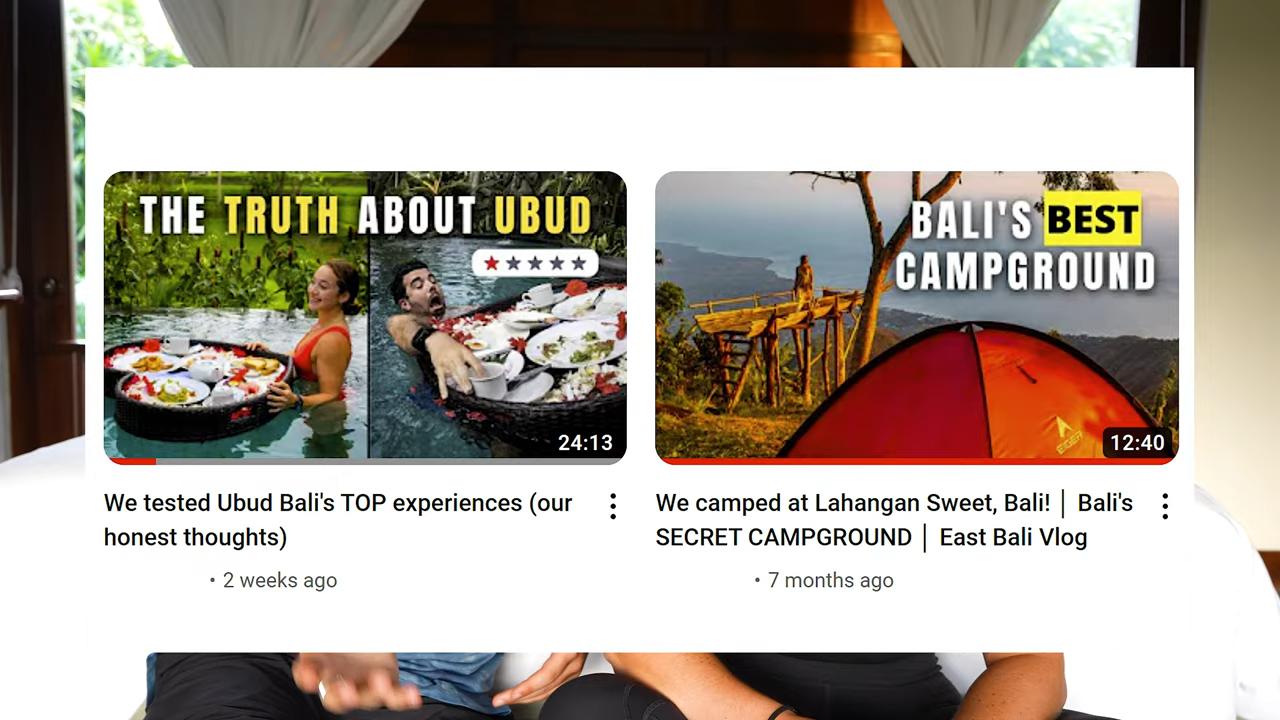 THE TRUTH ABOUT UBUD
24:13
We tested Ubud Bali's TOP experiences (our
honest thoughts)
• 2 weeks ago
BALI'S BEST
CAMPGROUND
EIGER
12:40
We camped at Lahangan Sweet, Bali! │ Bali's
SECRET CAMPGROUND │ East Bali Vlog
• 7 months ago